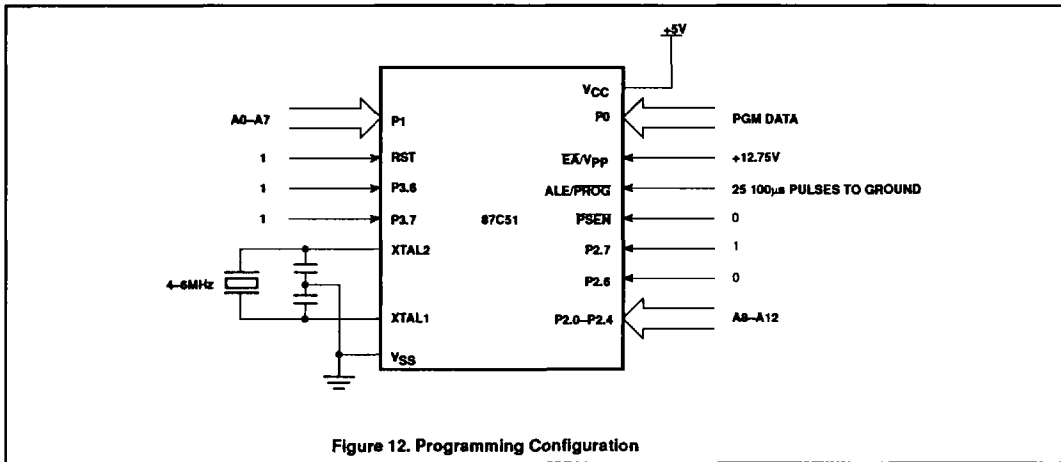 +5V
VCC
A0–A7
P1
P0
PGM DATA
1
RST
EA/VPP
+12.75V
1
P3.6
ALE/PROG
25 100µs PULSES TO GROUND
1
P3.7
87C51
PSEN
0
XTAL2
P2.7
1
4–6MHz
P2.6
0
XTAL1
P2.0–P2.4
A8–A12
VSS
Figure 12. Programming Configuration